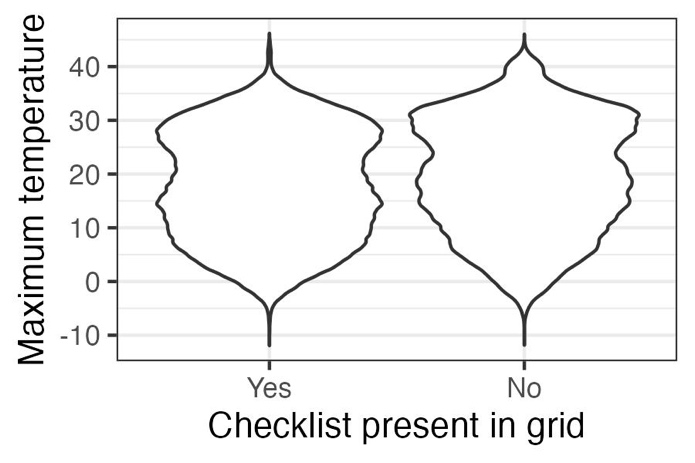 Maximum temperature
40
30
20
10
0
-10
Yes No
Checklist present in grid